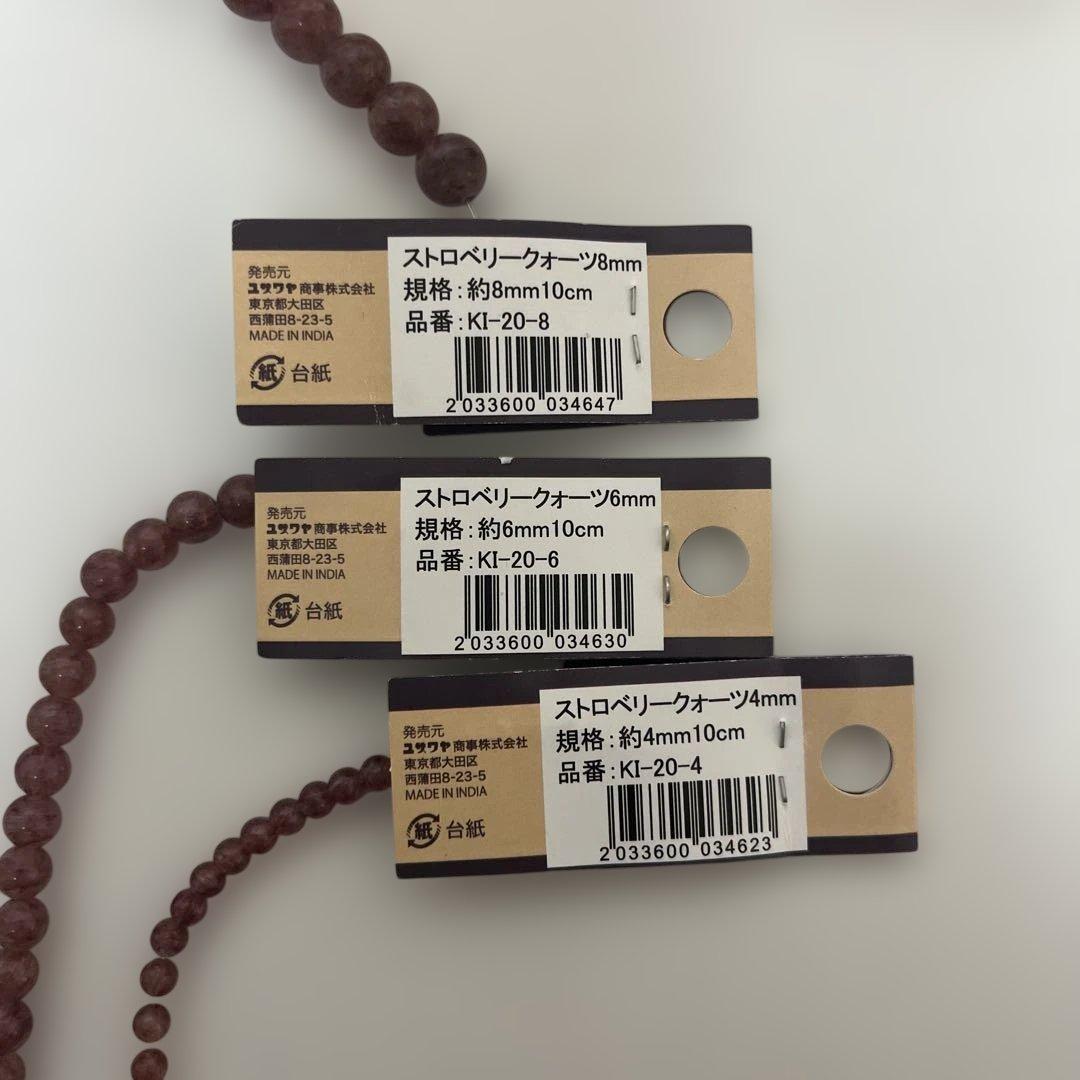 発売元
ユザワヤ商事株式会社
東京都大田区
西蒲田8-23-5
MADE IN INDIA
紙 台紙
ストロベリークォーツ8mm
規格:約8mm10cm
品番:KI-20-8
2 033600 034647
発売元
ユザワヤ商事株式会社
東京都大田区
西蒲田8-23-5
MADE IN INDIA
紙 台紙
ストロベリークォーツ6mm
規格:約6mm10cm
品番:KI-20-6
2 033600 034630
発売元
ユザワヤ商事株式会社
東京都大田区
西蒲田8-23-5
MADE IN INDIA
紙 台紙
ストロベリークォーツ4mm
規格:約4mm10cm
品番:KI-20-4
2 033600 034623